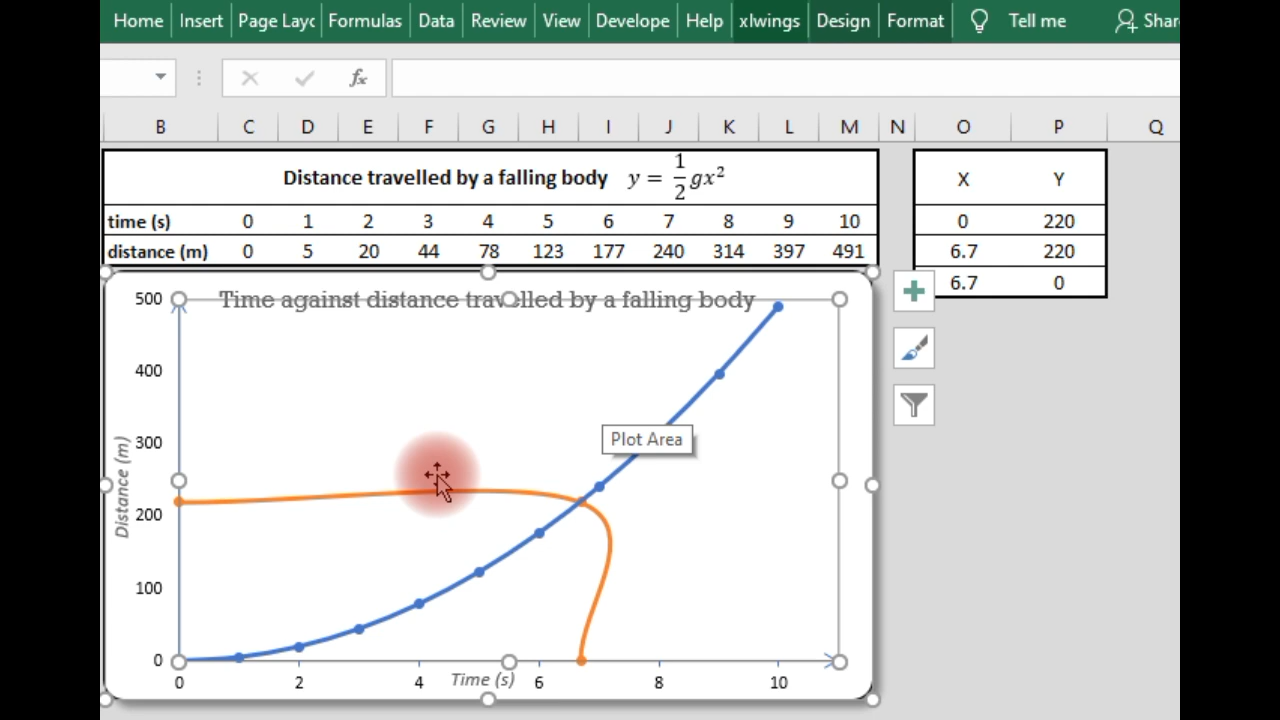 Home Insert Page Layc Formulas Data Review View Develope Help xlwings Design Format Tell me Shar
fx
B C D E F G H I J K L M N O P Q
Distance travelled by a falling body y = 1/2 gx²
X Y
time (s) 0 1 2 3 4 5 6 7 8 9 10
0 220
distance (m) 0 5 20 44 78 123 177 240 314 397 491
6.7 220
6.7 0
Time against distance travelled by a falling body
500
400
300
200
100
0
Distance (m)
Plot Area
0 2 4 6 8 10
Time (s)